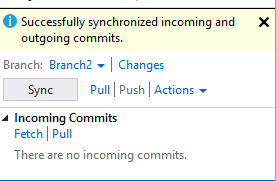 Successfully synchronized incoming and
outgoing commits.
Branch: Branch2 | Changes
Sync Pull | Push | Actions
Incoming Commits
Fetch | Pull
There are no incoming commits.